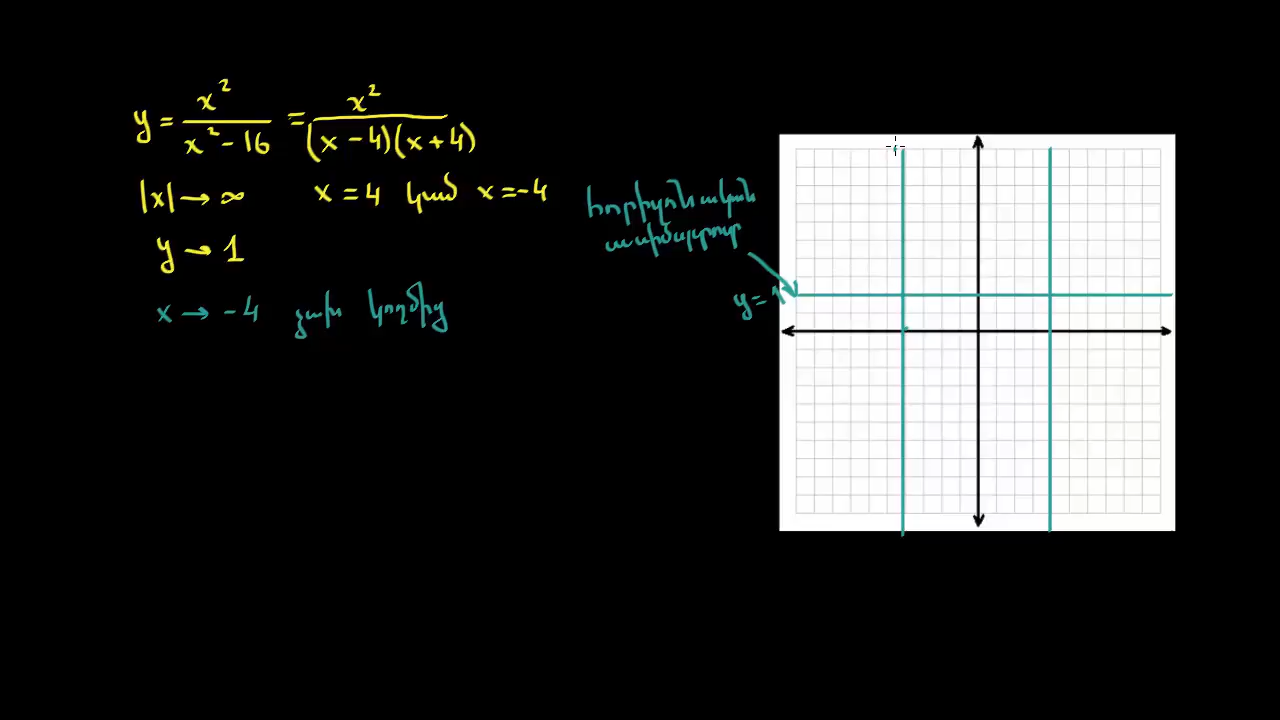 y = x² / (x² - 16) = x² / ((x - 4)(x + 4))
|x| → ∞ x = 4 կամ x = -4
y → 1
x → -4 ձախ կողմից
հորիզոնական
ասիմպտոտ
y = 1